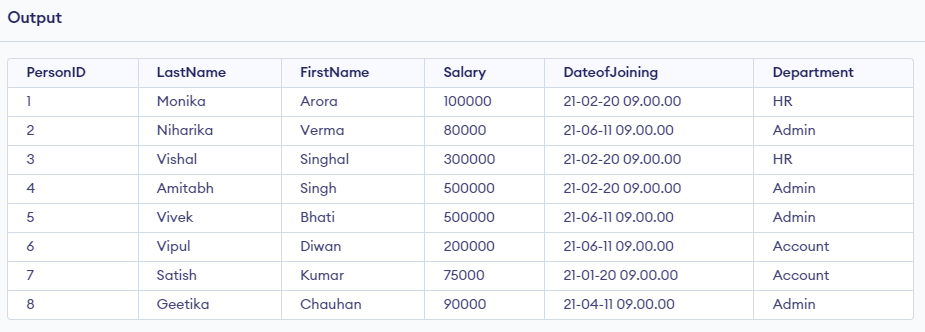 Output
PersonID LastName FirstName Salary DateofJoining Department
1 Monika Arora 100000 21-02-20 09.00.00 HR
2 Niharika Verma 80000 21-06-11 09.00.00 Admin
3 Vishal Singhal 300000 21-02-20 09.00.00 HR
4 Amitabh Singh 500000 21-02-20 09.00.00 Admin
5 Vivek Bhati 500000 21-06-11 09.00.00 Admin
6 Vipul Diwan 200000 21-06-11 09.00.00 Account
7 Satish Kumar 75000 21-01-20 09.00.00 Account
8 Geetika Chauhan 90000 21-04-11 09.00.00 Admin